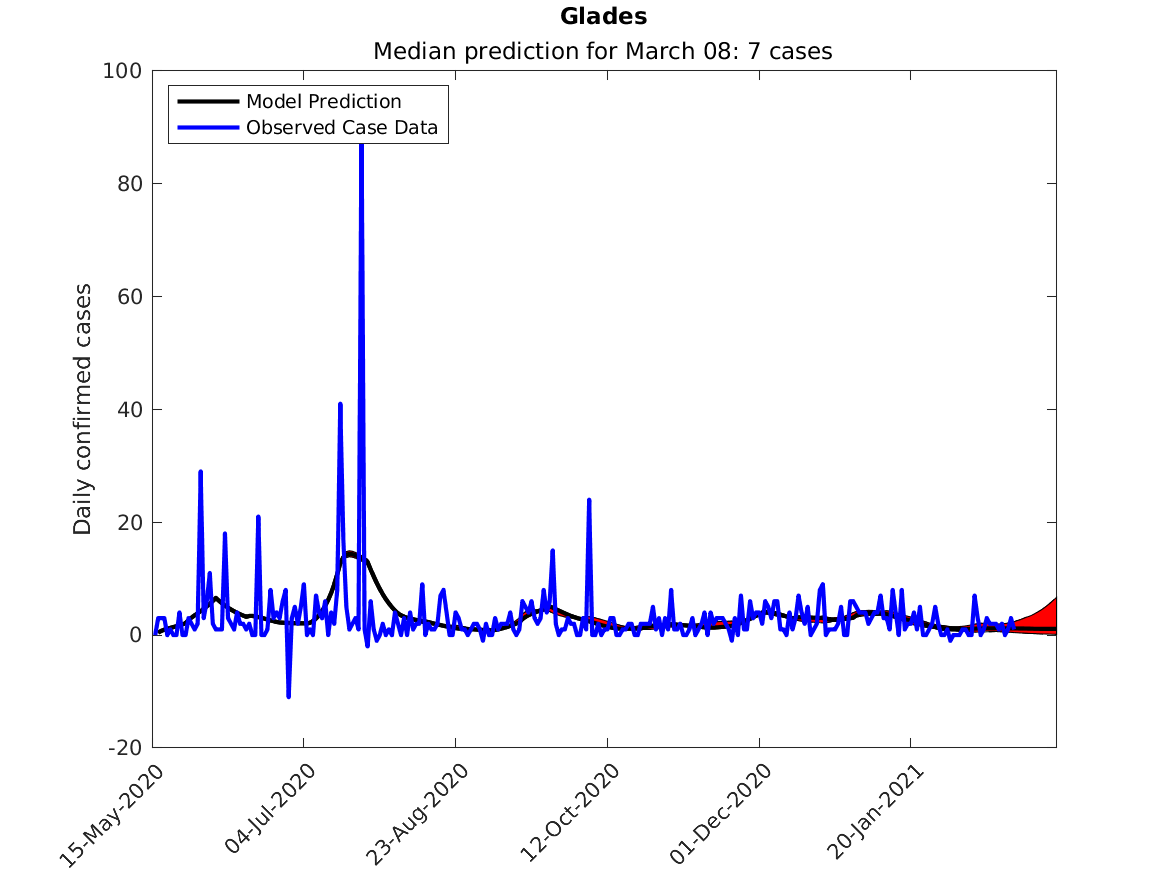 Glades
Median prediction for March 08: 7 cases
Model Prediction
Observed Case Data
Daily confirmed cases
100
80
60
40
20
0
-20
15-May-2020
04-Jul-2020
23-Aug-2020
12-Oct-2020
01-Dec-2020
20-Jan-2021